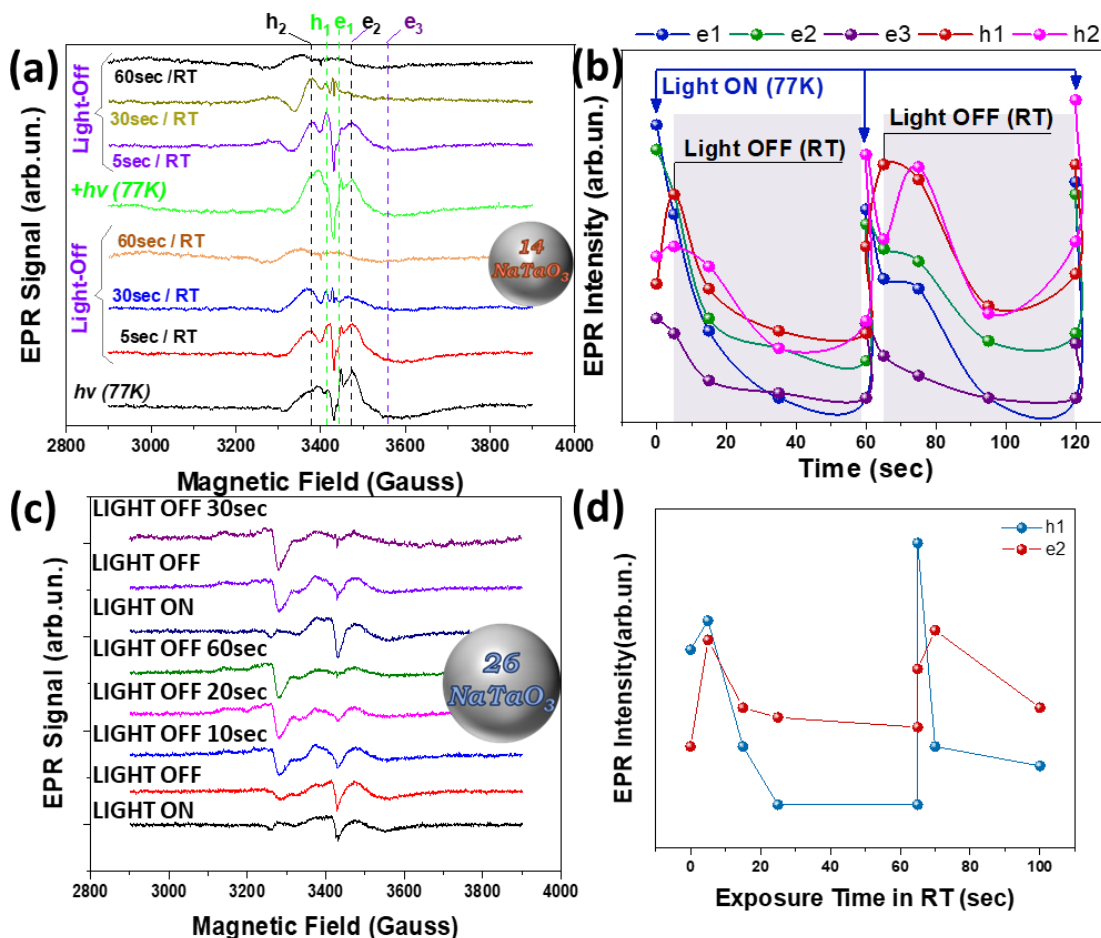 (a)
h2
h1
e1
e2
e3
60sec /RT
30sec / RT
5sec / RT
Light-Off
+hv (77K)
60sec / RT
30sec / RT
5sec / RT
Light-Off
hv (77K)
14
NaTaO3
EPR Signal (arb.un.)
2800
3000
3200
3400
3600
3800
4000
Magnetic Field (Gauss)
(b)
e1
e2
e3
h1
h2
Light ON (77K)
Light OFF (RT)
Light OFF (RT)
EPR Intensity (arb.un.)
0
20
40
60
80
100
120
Time (sec)
(c)
LIGHT OFF 30sec
LIGHT OFF
LIGHT ON
LIGHT OFF 60sec
LIGHT OFF 20sec
LIGHT OFF 10sec
LIGHT OFF
LIGHT ON
26
NaTaO3
EPR Signal (arb.un.)
2800
3000
3200
3400
3600
3800
4000
Magnetic Field (Gauss)
(d)
h1
e2
EPR Intensity(arb.un.)
0
20
40
60
80
100
Exposure Time in RT (sec)